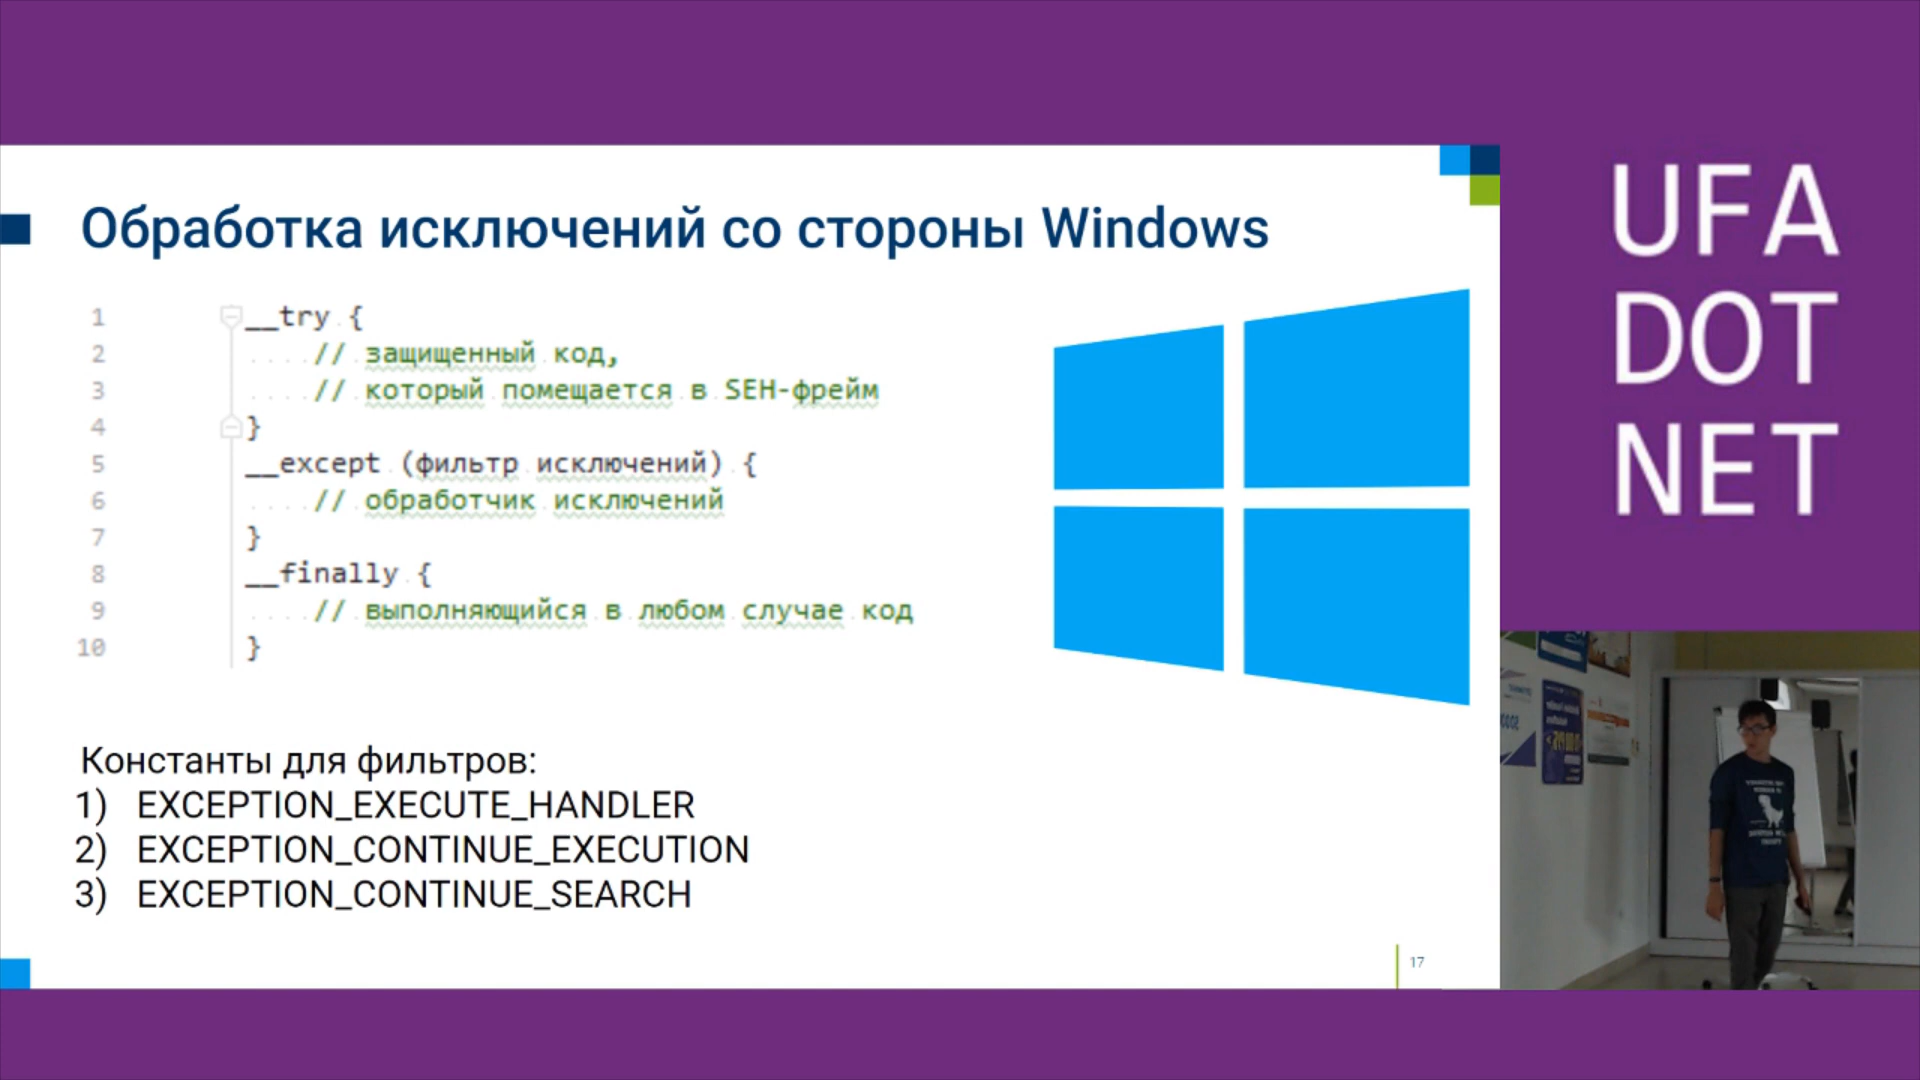 Обработка исключений со стороны Windows
1 __try {
2 // защищенный код,
3 // который помещается в SEH-фрейм
4 }
5 __except (фильтр исключений) {
6 // обработчик исключений
7 }
8 __finally {
9 // выполняющийся в любом случае код
10 }
Константы для фильтров:
1) EXCEPTION_EXECUTE_HANDLER
2) EXCEPTION_CONTINUE_EXECUTION
3) EXCEPTION_CONTINUE_SEARCH
17
UFA
DOT
NET